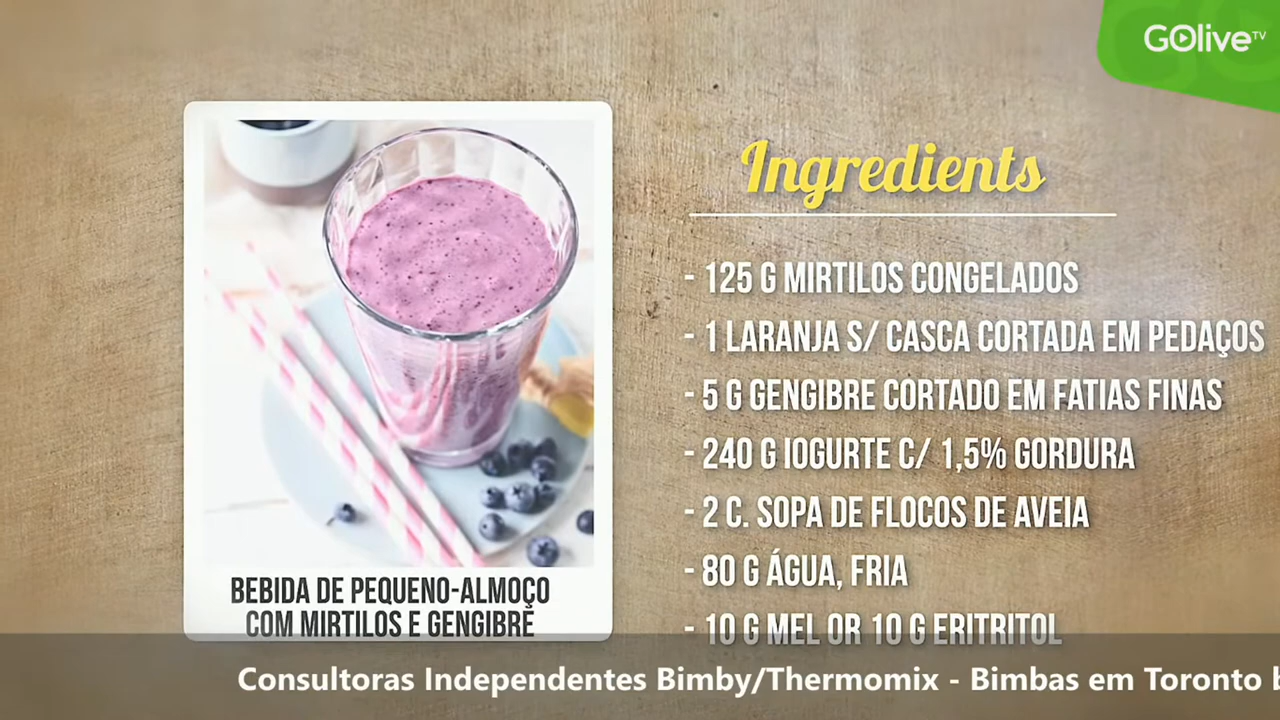 GOlive TV
Ingredients
- 125 G MIRTILOS CONGELADOS
- 1 LARANJA S/ CASCA CORTADA EM PEDAÇOS
- 5 G GENGIBRE CORTADO EM FATIAS FINAS
- 240 G IOGURTE C/ 1,5% GORDURA
- 2 C. SOPA DE FLOCOS DE AVEIA
- 80 G ÁGUA, FRIA
- 10 G MEL OR 10 G ERITRITOL
BEBIDA DE PEQUENO-ALMOÇO
COM MIRTILOS E GENGIBRE
Consultoras Independentes Bimby/Thermomix - Bimbas em Toronto